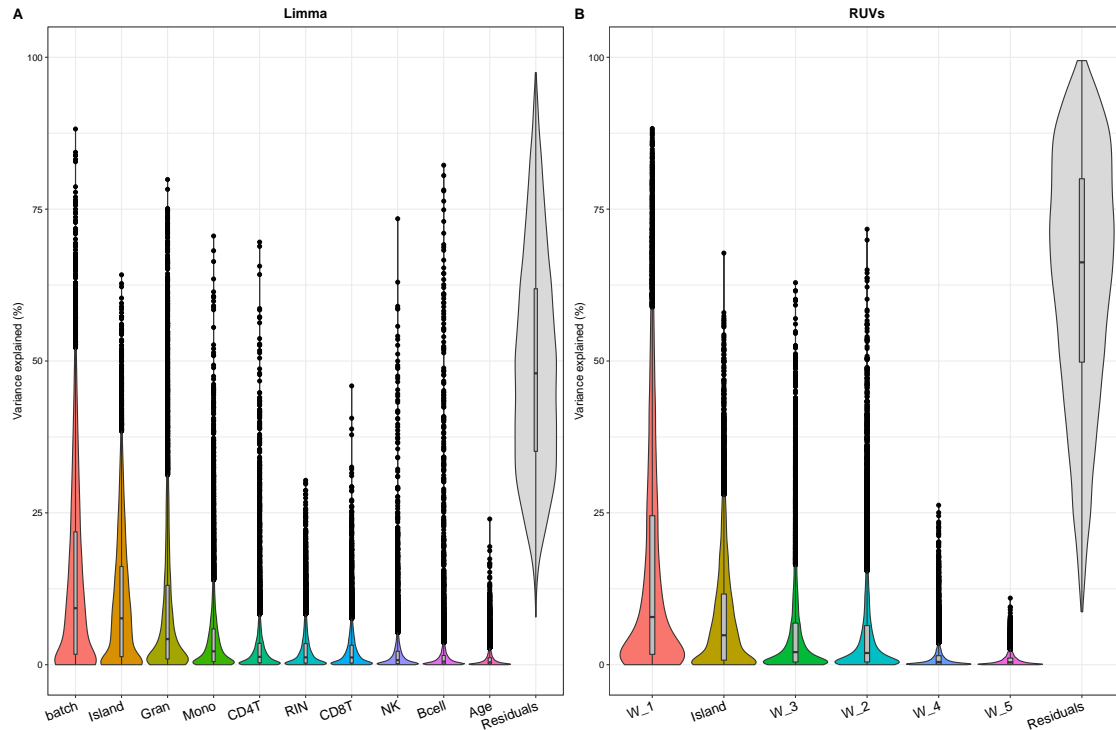 A
Limma
Variance explained (%)
100
75
50
25
0
batch Island Gran Mono CD4T RIN CD8T NK Bcell Age Residuals
B
RUVs
Variance explained (%)
100
75
50
25
0
W_1 Island W_3 W_2 W_4 W_5 Residuals